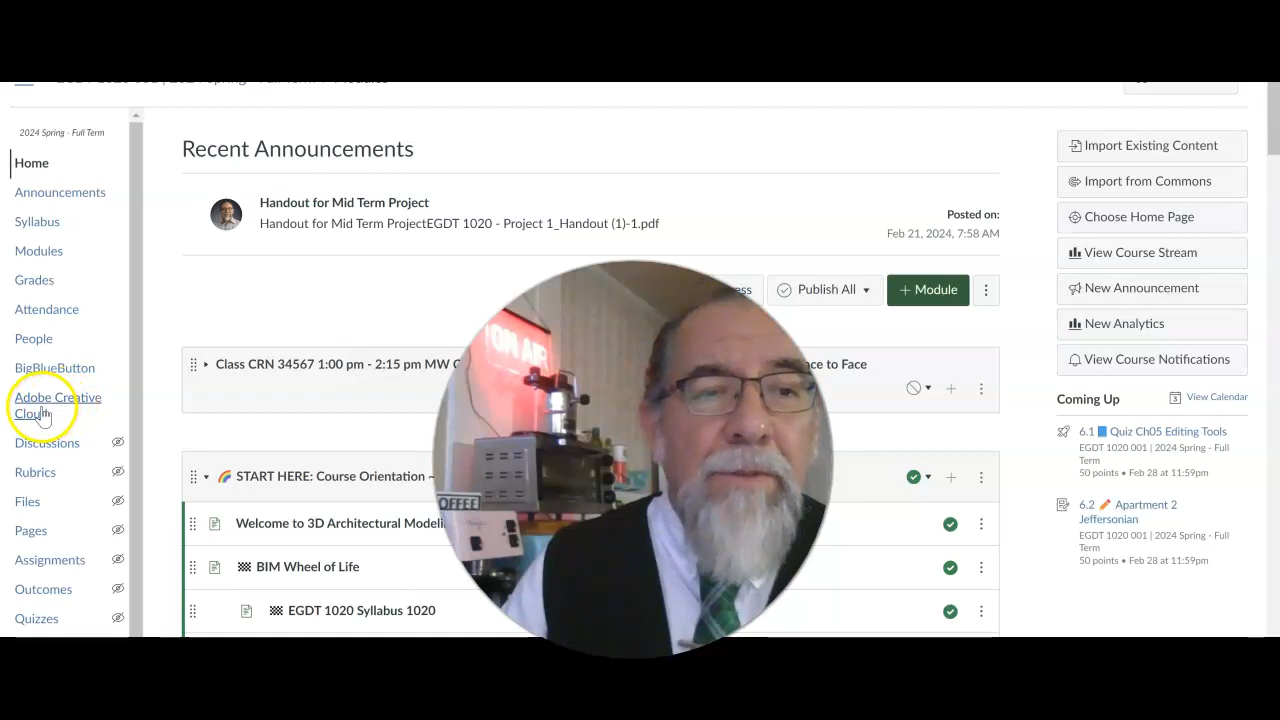 2024 Spring - Full Term
Home
Announcements
Syllabus
Modules
Grades
Attendance
People
BigBlueButton
Adobe Creative
Cloud
Discussions
Rubrics
Files
Pages
Assignments
Outcomes
Quizzes
Recent Announcements
Handout for Mid Term Project
Handout for Mid Term ProjectEGDT 1020 - Project 1_Handout (1)-1.pdf
Posted on:
Feb 21, 2024, 7:58 AM
Publish All
+ Module
Class CRN 34567 1:00 pm - 2:15 pm MW
to Face
START HERE: Course Orientation ~
Welcome to 3D Architectural
BIM Wheel of Life
EGDT 1020 Syllabus 1020
ON AIR
OFFEE
Import Existing Content
Import from Commons
Choose Home Page
View Course Stream
New Announcement
New Analytics
View Course Notifications
Coming Up
View Calendar
6.1 Quiz Ch05 Editing Tools
EGDT 1020 001 | 2024 Spring - Full
Term
50 points • Feb 28 at 11:59pm
6.2 Apartment 2
Jeffersonian
EGDT 1020 001 | 2024 Spring - Full
Term
50 points • Feb 28 at 11:59pm